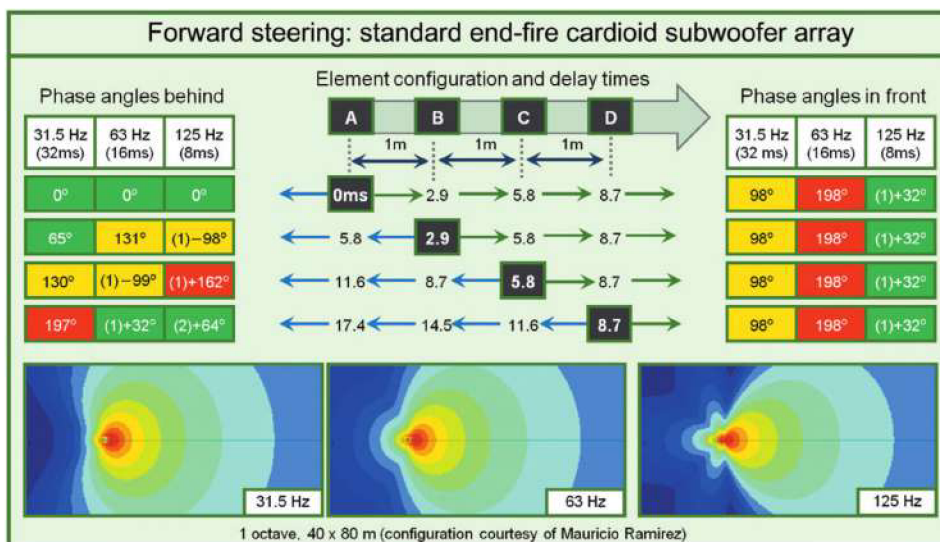 Forward steering: standard end-fire cardioid subwoofer array
Phase angles behind
31.5 Hz (32ms) 63 Hz (16ms) 125 Hz (8ms)
0° 0° 0°
65° 131° (1)−98°
130° (1)−99° (1)+162°
197° (1)+32° (2)+64°
Element configuration and delay times
A B C D
1m 1m 1m
0ms 2.9 5.8 8.7
5.8 2.9 5.8 8.7
11.6 8.7 5.8 8.7
17.4 14.5 11.6 8.7
Phase angles in front
31.5 Hz (32 ms) 63 Hz (16ms) 125 Hz (8ms)
98° 198° (1)+32°
98° 198° (1)+32°
98° 198° (1)+32°
98° 198° (1)+32°
31.5 Hz
63 Hz
125 Hz
1 octave, 40 x 80 m (configuration courtesy of Mauricio Ramirez)